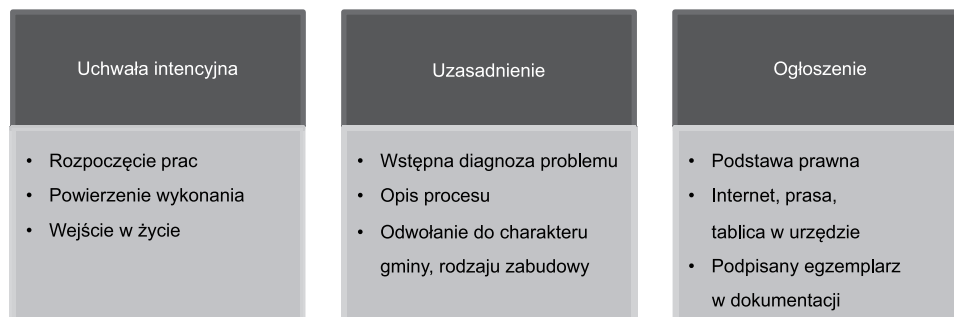 Uchwała intencyjna
• Rozpoczęcie prac
• Powierzenie wykonania
• Wejście w życie
Uzasadnienie
• Wstępna diagnoza problemu
• Opis procesu
• Odwołanie do charakteru
gminy, rodzaju zabudowy
Ogłoszenie
• Podstawa prawna
• Internet, prasa,
tablica w urzędzie
• Podpisany egzemplarz
w dokumentacji